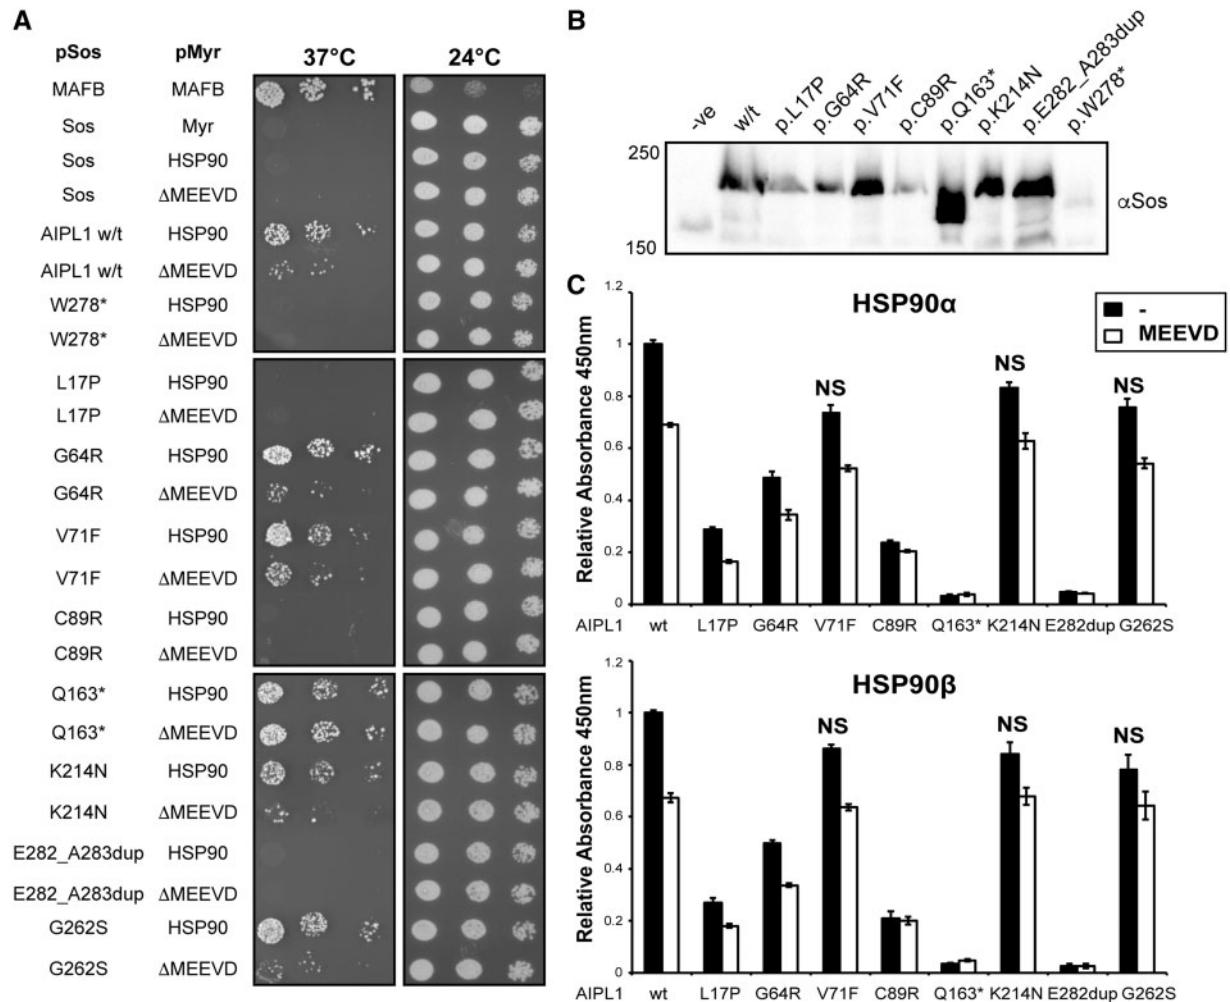 A
pSos pMyr 37°C 24°C
MAFB MAFB
Sos Myr
Sos HSP90
Sos ΔMEEVD
AIPL1 w/t HSP90
AIPL1 w/t ΔMEEVD
W278* HSP90
W278* ΔMEEVD
L17P HSP90
L17P ΔMEEVD
G64R HSP90
G64R ΔMEEVD
V71F HSP90
V71F ΔMEEVD
C89R HSP90
C89R ΔMEEVD
Q163* HSP90
Q163* ΔMEEVD
K214N HSP90
K214N ΔMEEVD
E282_A283dup HSP90
E282_A283dup ΔMEEVD
G262S HSP90
G262S ΔMEEVD
B
-ve w/t p.L17P p.G64R p.V71F p.C89R p.Q163* p.K214N p.E282_A283dup p.W278*
250
αSos
150
C
HSP90α
-
MEEVD
Relative Absorbance 450nm
1.2
1
0.8
0.6
0.4
0.2
0
NS NS NS
AIPL1 wt L17P G64R V71F C89R Q163* K214N E282dup G262S
HSP90β
Relative Absorbance 450nm
1.2
1
0.8
0.6
0.4
0.2
0
NS NS NS
AIPL1 wt L17P G64R V71F C89R Q163* K214N E282dup G262S